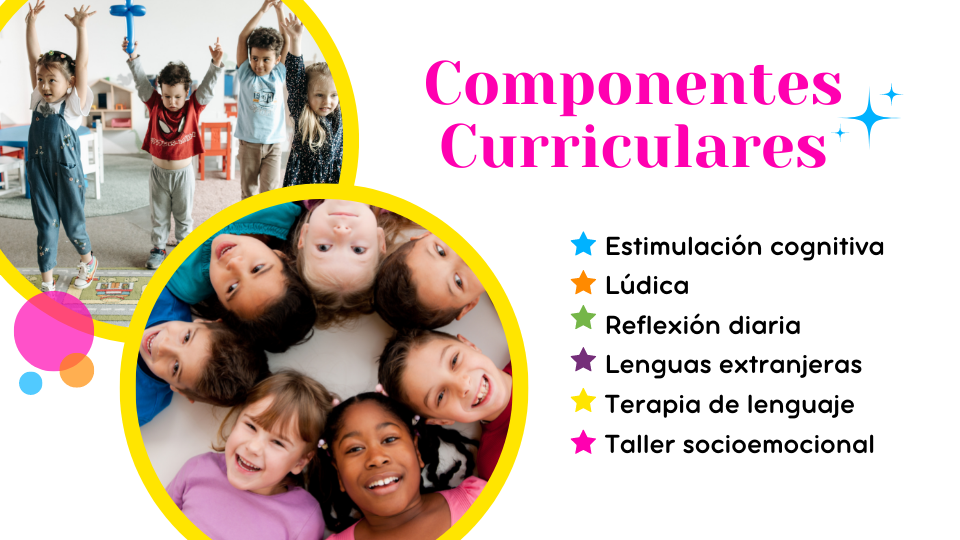 Componentes
Curriculares
Estimulación cognitiva
Lúdica
Reflexión diaria
Lenguas extranjeras
Terapia de lenguaje
Taller socioemocional